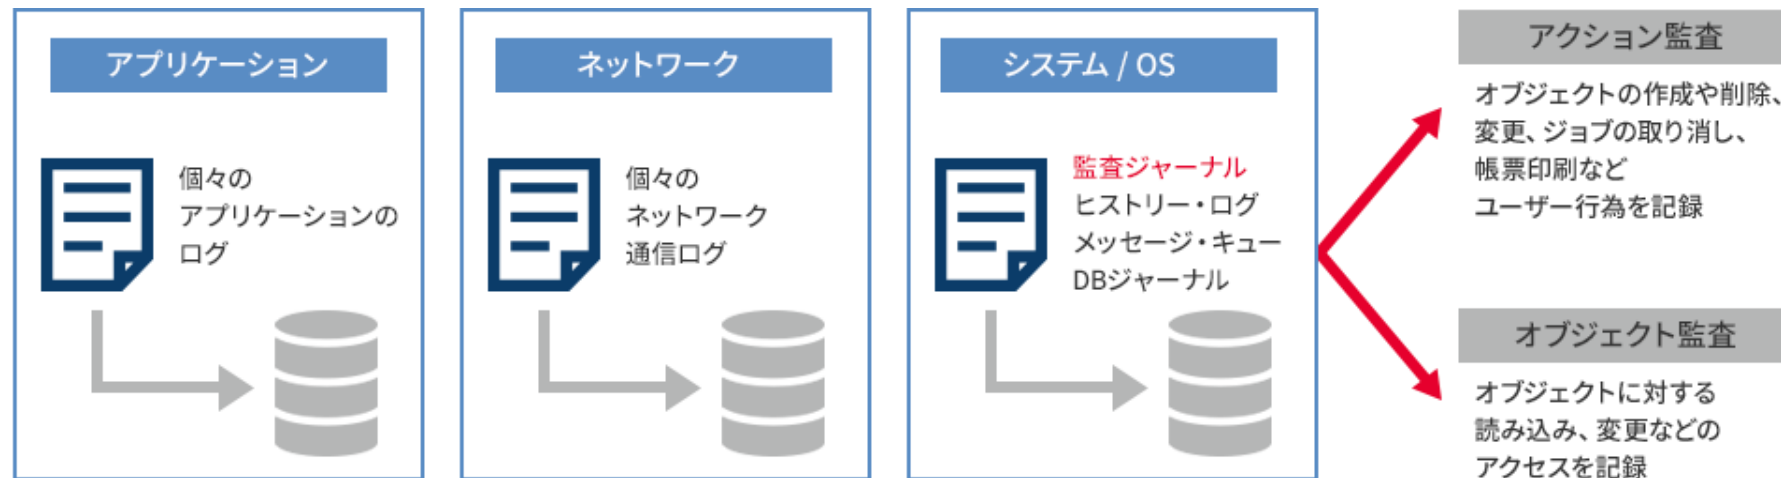 アプリケーション
個々の
アプリケーションの
ログ
ネットワーク
個々の
ネットワーク
通信ログ
システム / OS
監査ジャーナル
ヒストリー・ログ
メッセージ・キュー
DBジャーナル
アクション監査
オブジェクトの作成や削除、
変更、ジョブの取り消し、
帳票印刷など
ユーザー行為を記録
オブジェクト監査
オブジェクトに対する
読み込み、変更などの
アクセスを記録